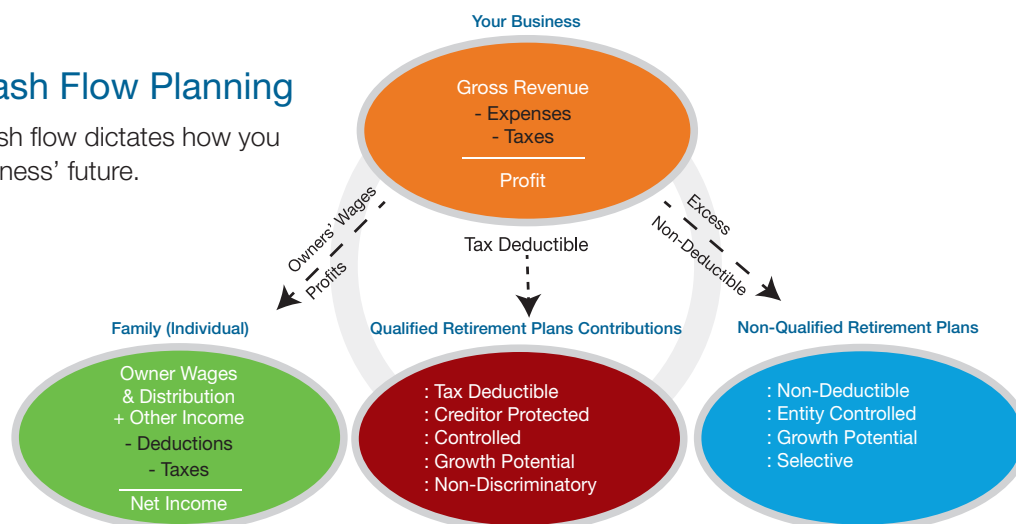 Your Business
ash Flow Planning
sh flow dictates how you
iness' future.
Gross Revenue
- Expenses
- Taxes
Profit
Owners' Wages
Profits
Tax Deductible
Excess
Non-Deductible
Family (Individual)
Owner Wages
& Distribution
+ Other Income
- Deductions
- Taxes
Net Income
Qualified Retirement Plans Contributions
: Tax Deductible
: Creditor Protected
: Controlled
: Growth Potential
: Non-Discriminatory
Non-Qualified Retirement Plans
: Non-Deductible
: Entity Controlled
: Growth Potential
: Selective